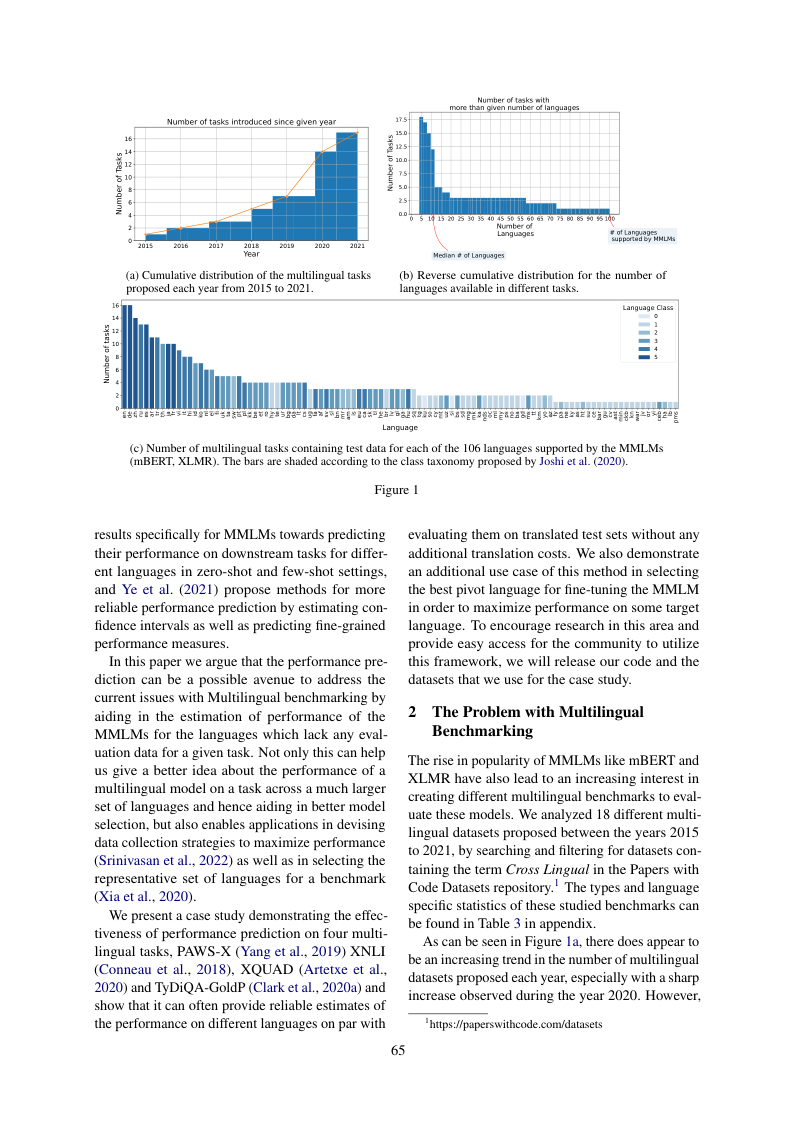 Number of tasks introduced since given year
Number of Tasks
16
14
12
10
8
6
4
2
0
2015 2016 2017 2018 2019 2020 2021
Year
(a) Cumulative distribution of the multilingual tasks
proposed each year from 2015 to 2021.
Number of tasks with
more than given number of languages
Number of Tasks
17.5
15.0
12.5
10.0
7.5
5.0
2.5
0.0
0 5 10 15 20 25 30 35 40 45 50 55 60 65 70 75 80 85 90 95 100
Number of
Languages
Median # of Languages
# of Languages
supported by MMLMs
(b) Reverse cumulative distribution for the number of
languages available in different tasks.
Number of tasks
16
14
12
10
8
6
4
2
0
Language Class
0
1
2
3
4
5
Language
(c) Number of multilingual tasks containing test data for each of the 106 languages supported by the MMLMs
(mBERT, XLMR). The bars are shaded according to the class taxonomy proposed by Joshi et al. (2020).
Figure 1
results specifically for MMLMs towards predicting
their performance on downstream tasks for differ-
ent languages in zero-shot and few-shot settings,
and Ye et al. (2021) propose methods for more
reliable performance prediction by estimating con-
fidence intervals as well as predicting fine-grained
performance measures.
In this paper we argue that the performance pre-
diction can be a possible avenue to address the
current issues with Multilingual benchmarking by
aiding in the estimation of performance of the
MMLMs for the languages which lack any eval-
uation data for a given task. Not only this can help
us give a better idea about the performance of a
multilingual model on a task across a much larger
set of languages and hence aiding in better model
selection, but also enables applications in devising
data collection strategies to maximize performance
(Srinivasan et al., 2022) as well as in selecting the
representative set of languages for a benchmark
(Xia et al., 2020).
We present a case study demonstrating the effec-
tiveness of performance prediction on four multi-
lingual tasks, PAWS-X (Yang et al., 2019) XNLI
(Conneau et al., 2018), XQUAD (Artetxe et al.,
2020) and TyDiQA-GoldP (Clark et al., 2020a) and
show that it can often provide reliable estimates of
the performance on different languages on par with
evaluating them on translated test sets without any
additional translation costs. We also demonstrate
an additional use case of this method in selecting
the best pivot language for fine-tuning the MMLM
in order to maximize performance on some target
language. To encourage research in this area and
provide easy access for the community to utilize
this framework, we will release our code and the
datasets that we use for the case study.
2 The Problem with Multilingual
Benchmarking
The rise in popularity of MMLMs like mBERT and
XLMR have also lead to an increasing interest in
creating different multilingual benchmarks to eval-
uate these models. We analyzed 18 different multi-
lingual datasets proposed between the years 2015
to 2021, by searching and filtering for datasets con-
taining the term Cross Lingual in the Papers with
Code Datasets repository.1 The types and language
specific statistics of these studied benchmarks can
be found in Table 3 in appendix.
As can be seen in Figure 1a, there does appear to
be an increasing trend in the number of multilingual
datasets proposed each year, especially with a sharp
increase observed during the year 2020. However,
1https://paperswithcode.com/datasets
65